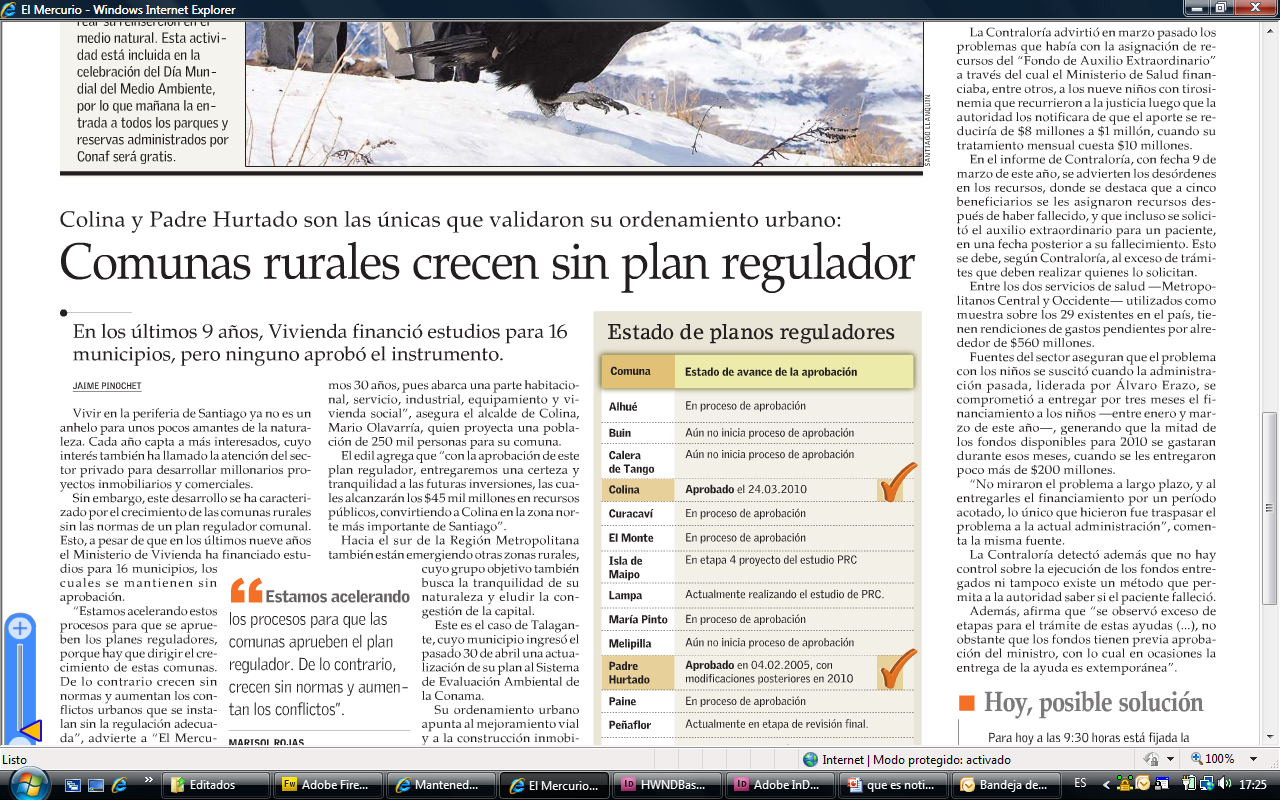 El Mercurio - Windows Internet Explorer
medio natural. Esta activi-
dad está incluida en la
celebración del Día Mun-
dial del Medio Ambiente,
por lo que mañana la en-
trada a todos los parques y
reservas administrados por
Conaf será gratis.
SANTIAGO LLANQUÍN
Colina y Padre Hurtado son las únicas que validaron su ordenamiento urbano:
Comunas rurales crecen sin plan regulador
En los últimos 9 años, Vivienda financió estudios para 16
municipios, pero ninguno aprobó el instrumento.
JAIME PINOCHET
Vivir en la periferia de Santiago ya no es un
anhelo para unos pocos amantes de la natura-
leza. Cada año capta a más interesados, cuyo
interés también ha llamado la atención del sec-
tor privado para desarrollar millonarios pro-
yectos inmobiliarios y comerciales.
Sin embargo, este desarrollo se ha caracteri-
zado por el crecimiento de las comunas rurales
sin las normas de un plan regulador comunal.
Esto, a pesar de que en los últimos nueve años
el Ministerio de Vivienda ha financiado estu-
dios para 16 municipios, los
cuales se mantienen sin
aprobación.
"Estamos acelerando estos
procesos para que se aprue-
ben los planes reguladores,
porque hay que dirigir el cre-
cimiento de estas comunas.
De lo contrario crecen sin
normas y aumentan los con-
flictos urbanos que se insta-
lan sin la regulación adecua-
da", advierte a "El Mercu-
“Estamos acelerando
los procesos para que las
comunas aprueben el plan
regulador. De lo contrario,
crecen sin normas y aumen-
tan los conflictos”.
MARISOL ROJAS
mos 30 años, pues abarca una parte habitacio-
nal, servicio, industrial, equipamiento y vi-
vienda social", asegura el alcalde de Colina,
Mario Olavarría, quien proyecta una pobla-
ción de 250 mil personas para su comuna.
El edil agrega que "con la aprobación de este
plan regulador, entregaremos una certeza y
tranquilidad a las futuras inversiones, las cua-
les alcanzarán los $45 mil millones en recursos
públicos, convirtiendo a Colina en la zona nor-
te más importante de Santiago".
Hacia el sur de la Región Metropolitana
también están emergiendo otras zonas rurales,
cuyo grupo objetivo también
busca la tranquilidad de su
naturaleza y eludir la con-
gestión de la capital.
Este es el caso de Talagan-
te, cuyo municipio ingresó el
pasado 30 de abril una actua-
lización de su plan al Sistema
de Evaluación Ambiental de
la Conama.
Su ordenamiento urbano
apunta al mejoramiento vial
y a la construcción inmobi-
Estado de planos reguladores
Comuna Estado de avance de la aprobación
Alhué En proceso de aprobación
Buin Aún no inicia proceso de aprobación
Calera Aún no inicia proceso de aprobación
de Tango
Colina Aprobado el 24.03.2010
Curacaví En proceso de aprobación
El Monte En proceso de aprobación
Isla de En etapa 4 proyecto del estudio PRC
Maipo
Lampa Actualmente realizando el estudio de PRC.
María Pinto En proceso de aprobación
Melipilla Aún no inicia proceso de aprobación
Padre Aprobado en 04.02.2005, con
Hurtado modificaciones posteriores en 2010
Paine En proceso de aprobación
Peñaflor Actualmente en etapa de revisión final.
La Contraloría advirtió en marzo pasado los
problemas que había con la asignación de re-
cursos del "Fondo de Auxilio Extraordinario"
a través del cual el Ministerio de Salud finan-
ciaba, entre otros, a los nueve niños con tirosi-
nemia que recurrieron a la justicia luego que la
autoridad los notificara de que el aporte se re-
duciría de $8 millones a $1 millón, cuando su
tratamiento mensual cuesta $10 millones.
En el informe de Contraloría, con fecha 9 de
marzo de este año, se advierten los desórdenes
en los recursos, donde se destaca que a cinco
beneficiarios se les asignaron recursos des-
pués de haber fallecido, y que incluso se solici-
tó el auxilio extraordinario para un paciente,
en una fecha posterior a su fallecimiento. Esto
se debe, según Contraloría, al exceso de trámi-
tes que deben realizar quienes lo solicitan.
Entre los dos servicios de salud —Metropo-
litanos Central y Occidente— utilizados como
muestra sobre los 29 existentes en el país, tie-
nen rendiciones de gastos pendientes por alre-
dedor de $560 millones.
Fuentes del sector aseguran que el problema
con los niños se suscitó cuando la administra-
ción pasada, liderada por Álvaro Erazo, se
comprometió a entregar por tres meses el fi-
nanciamiento a los niños —entre enero y mar-
zo de este año—, generando que la mitad de
los fondos disponibles para 2010 se gastaran
durante esos meses, cuando se les entregaron
poco más de $200 millones.
"No miraron el problema a largo plazo, y al
entregarles el financiamiento por un período
acotado, lo único que hicieron fue traspasar el
problema a la actual administración", comen-
ta la misma fuente.
La Contraloría detectó además que no hay
control sobre la ejecución de los fondos entre-
gados ni tampoco existe un método que per-
mita a la autoridad saber si el paciente falleció.
Además, afirma que "se observó exceso de
etapas para el trámite de estas ayudas (...), no
obstante que los fondos tienen previa aproba-
ción del ministro, con lo cual en ocasiones la
entrega de la ayuda es extemporánea".
Hoy, posible solución
Para hoy a las 9:30 horas está fijada la
Listo Internet | Modo protegido: activado 100%
Editados Adobe Fire... Mantened... El Mercurio... HWNDBas... Adobe InD... que es noti... Bandeja de... ES 17:25